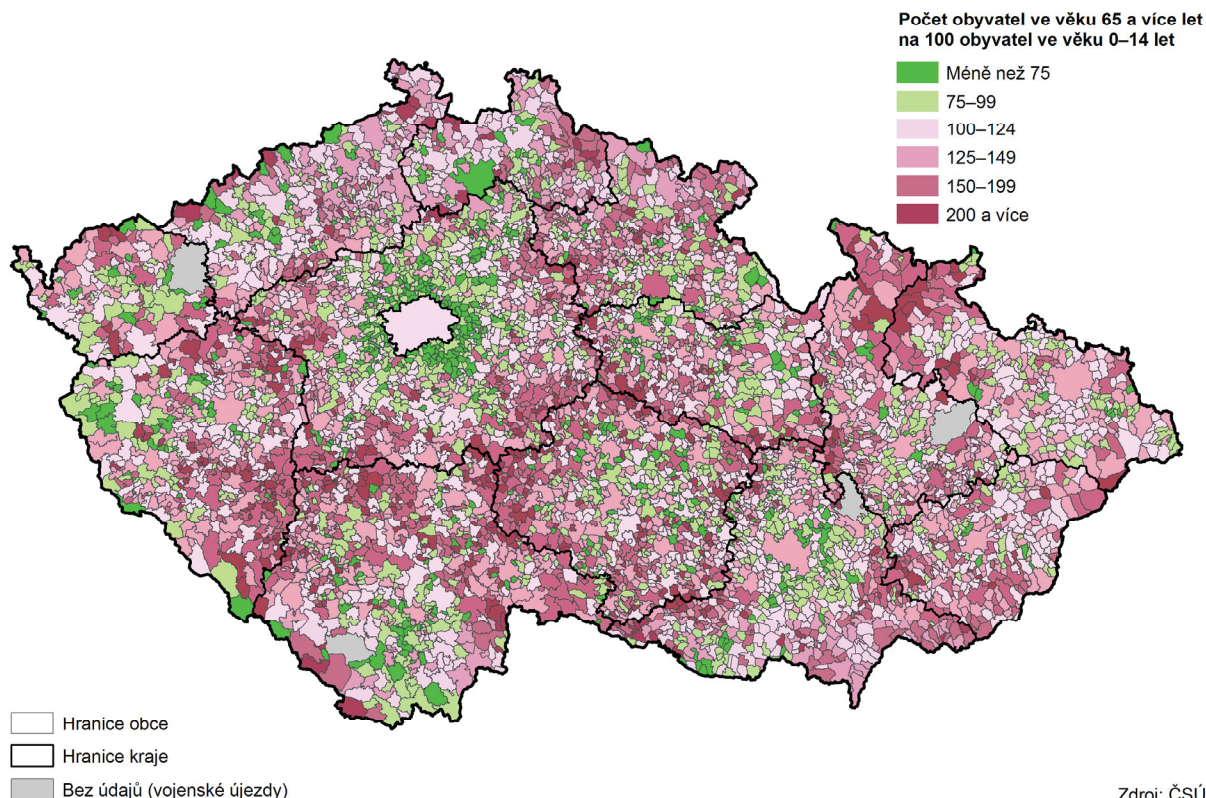 Počet obyvatel ve věku 65 a více let
na 100 obyvatel ve věku 0–14 let
Méně než 75
75–99
100–124
125–149
150–199
200 a více
Hranice obce
Hranice kraje
Bez údajů (vojenské újezdy)
Zdroj: ČSÚ